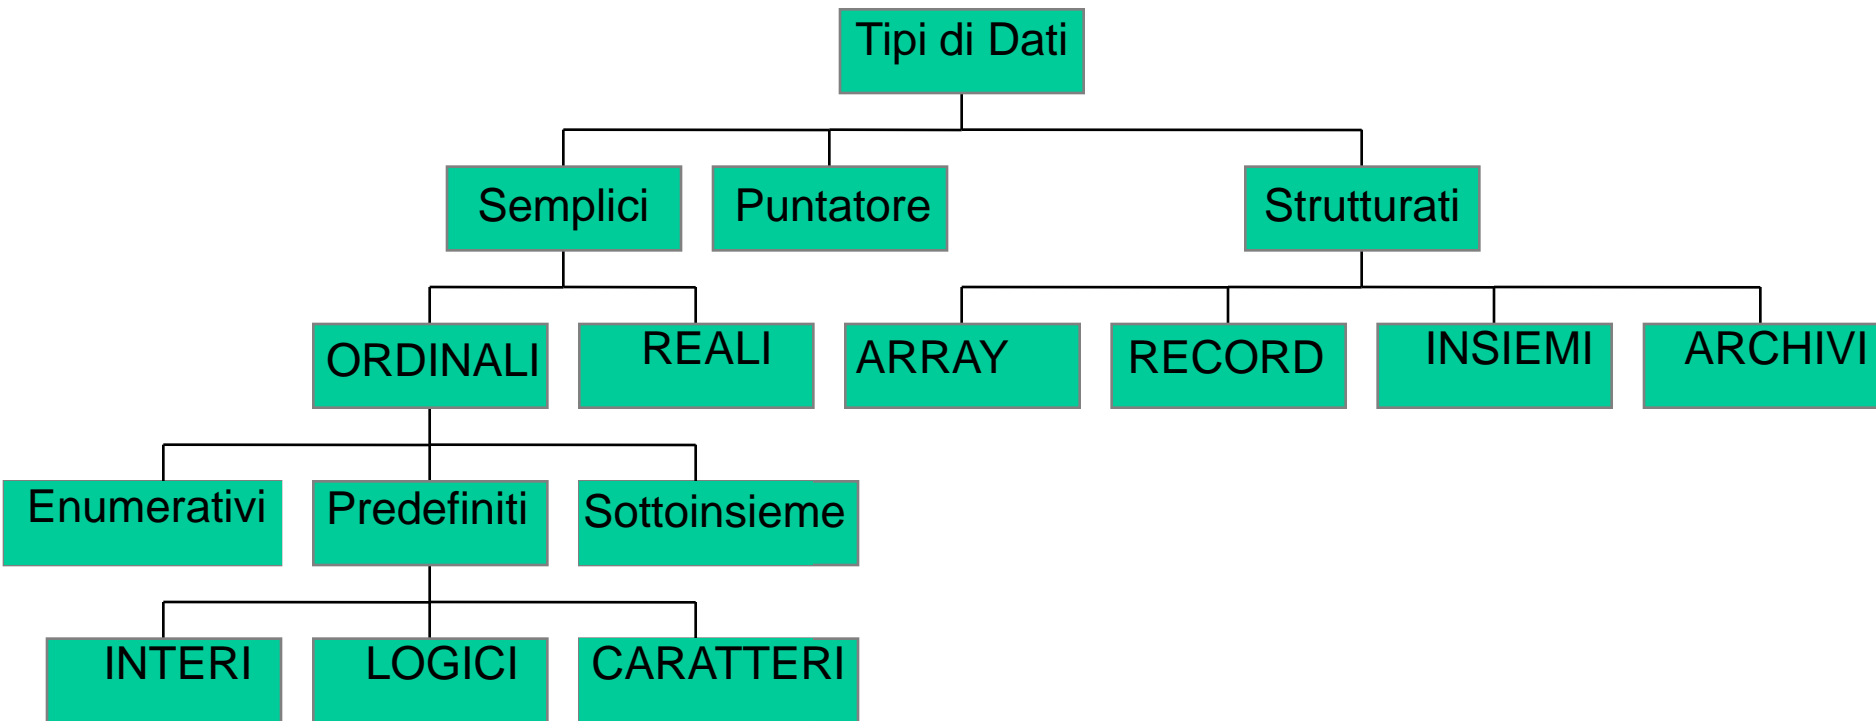 Tipi di Dati
Semplici
Puntatore
Strutturati
ORDINALI
REALI
ARRAY
RECORD
INSIEMI
ARCHIVI
Enumerativi
Predefiniti
Sottoinsieme
INTERI
LOGICI
CARATTERI